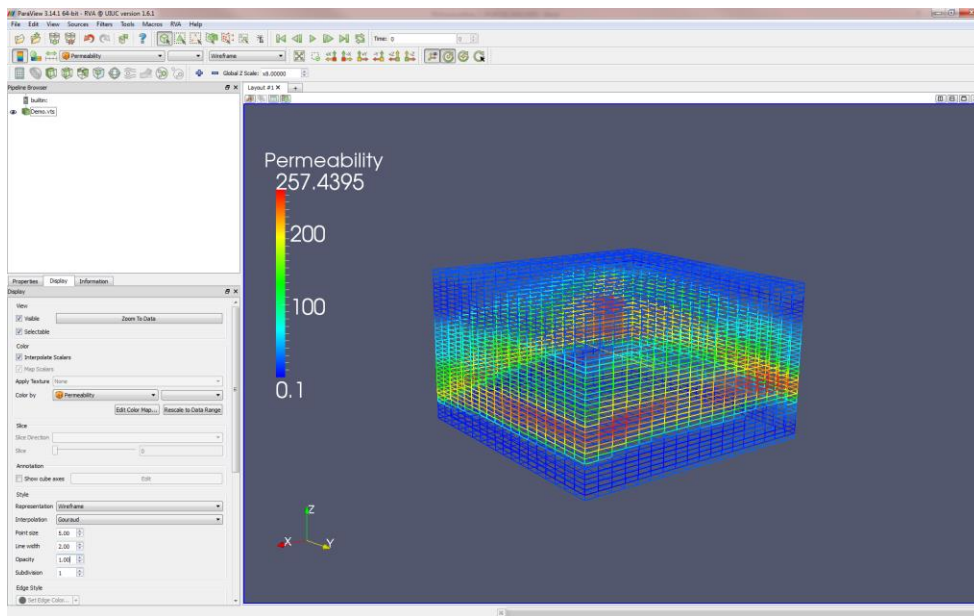 ParaView 3.14.1 64-bit - RVA @ UIUC version 1.6.1
File Edit View Sources Filters Tools Macros RVA Help
Time: 0
Permeability Wireframe
Global Z Scale: x8.00000
Pipeline Browser
Layout #1
builtin:
Demo.vts
Permeability
257.4395
200
100
0.1
Z
X
Y
Properties Display Information
Display
View
Visible Zoom To Data
Selectable
Color
Interpolate Scalars
Map Scalars
Apply Texture None
Color by Permeability
Edit Color Map... Rescale to Data Range
Slice
Slice Direction
Slice 0
Annotation
Show cube axes Edit
Style
Representation Wireframe
Interpolation Gouraud
Point size 5.00
Line width 2.00
Opacity 1.00
Subdivision 1
Edge Style
Set Edge Color...